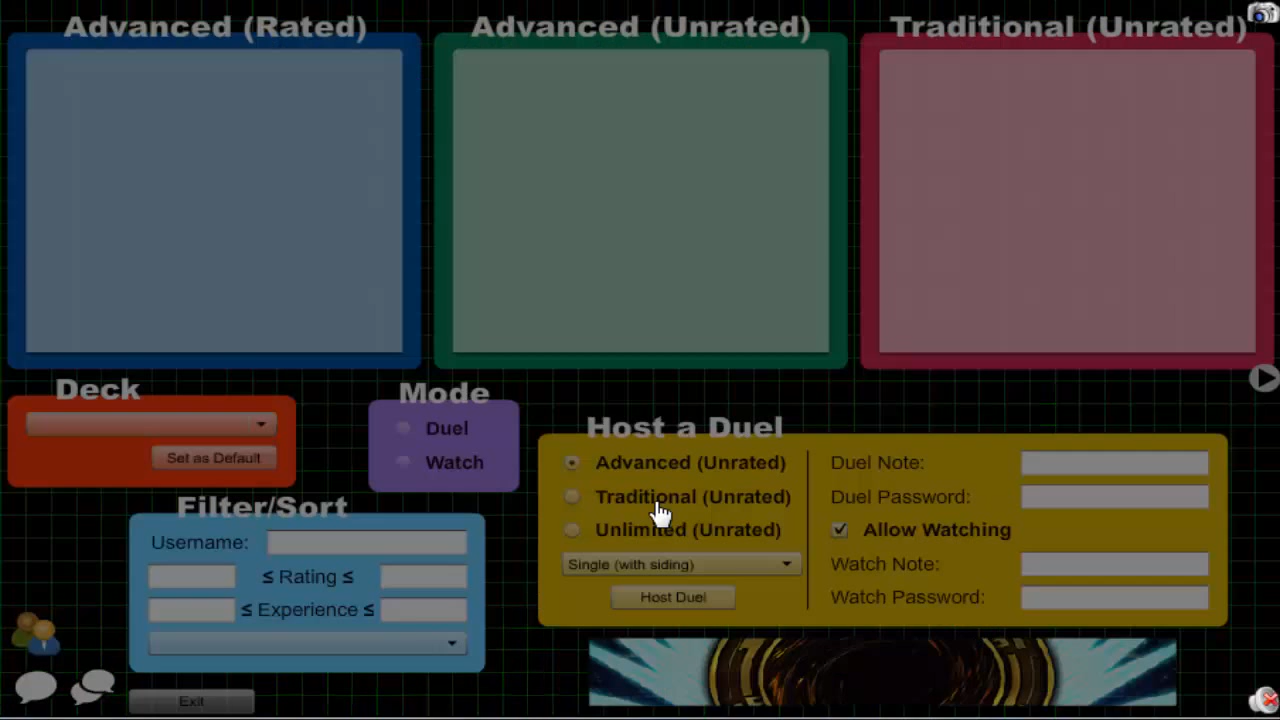 Advanced (Rated)
Advanced (Unrated)
Traditional (Unrated)
Deck
Set as Default
Mode
Duel
Watch
Filter/Sort
Username:
≤ Rating ≤
≤ Experience ≤
Exit
Host a Duel
Advanced (Unrated)
Traditional (Unrated)
Unlimited (Unrated)
Single (with siding)
Host Duel
Duel Note:
Duel Password:
Allow Watching
Watch Note:
Watch Password: